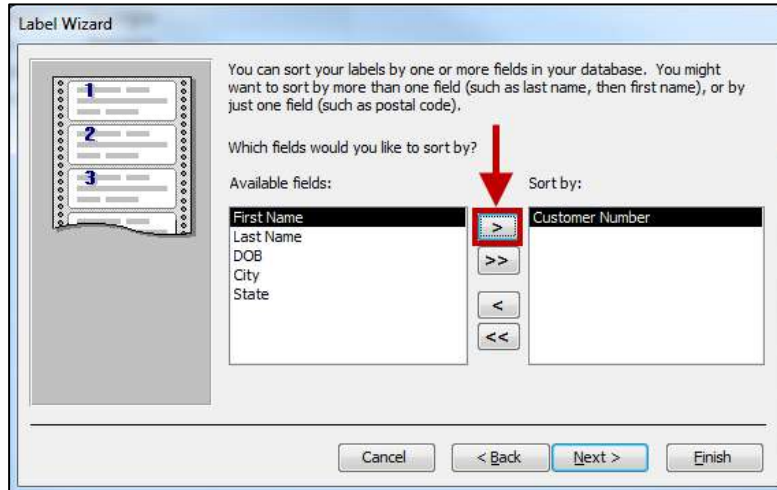 Label Wizard
You can sort your labels by one or more fields in your database. You might
want to sort by more than one field (such as last name, then first name), or by
just one field (such as postal code).
Which fields would you like to sort by?
Available fields:
Sort by:
1
2
3
First Name
Last Name
DOB
City
State
>
>>
<
<<
Customer Number
Cancel
< Back
Next >
Finish